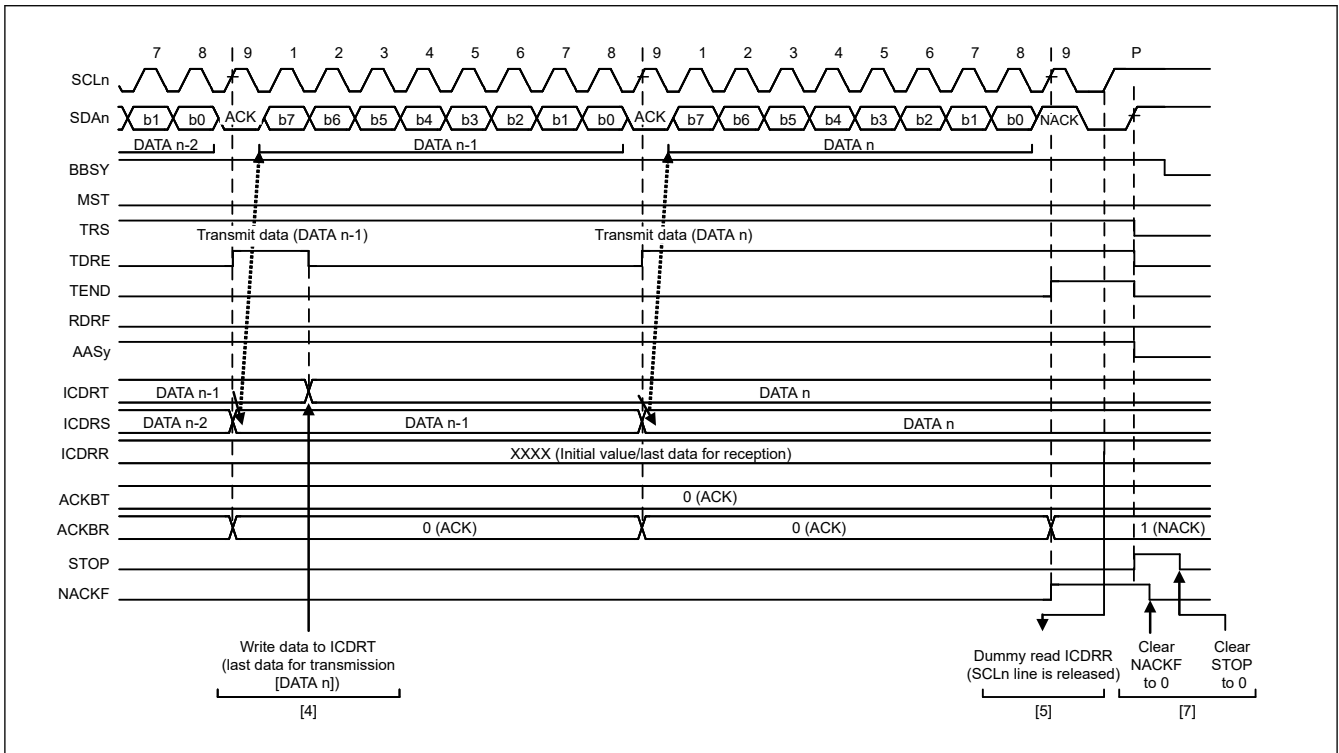 7 8 9 1 2 3 4 5 6 7 8 9 1 2 3 4 5 6 7 8 9 P
SCLn
SDAn b1 b0 ACK b7 b6 b5 b4 b3 b2 b1 b0 ACK b7 b6 b5 b4 b3 b2 b1 b0 NACK
DATA n-2 DATA n-1 DATA n
BBSY
MST
TRS
Transmit data (DATA n-1) Transmit data (DATA n)
TDRE
TEND
RDRF
AASy
ICDRT DATA n-1 DATA n
ICDRS DATA n-2 DATA n-1 DATA n
ICDRR XXXX (Initial value/last data for reception)
ACKBT 0 (ACK)
ACKBR 0 (ACK) 0 (ACK) 1 (NACK)
STOP
NACKF
Write data to ICDRT
(last data for transmission
[DATA n])
[4]
Dummy read ICDRR
(SCLn line is released)
[5]
Clear
NACKF
to 0
Clear
STOP
to 0
[7]